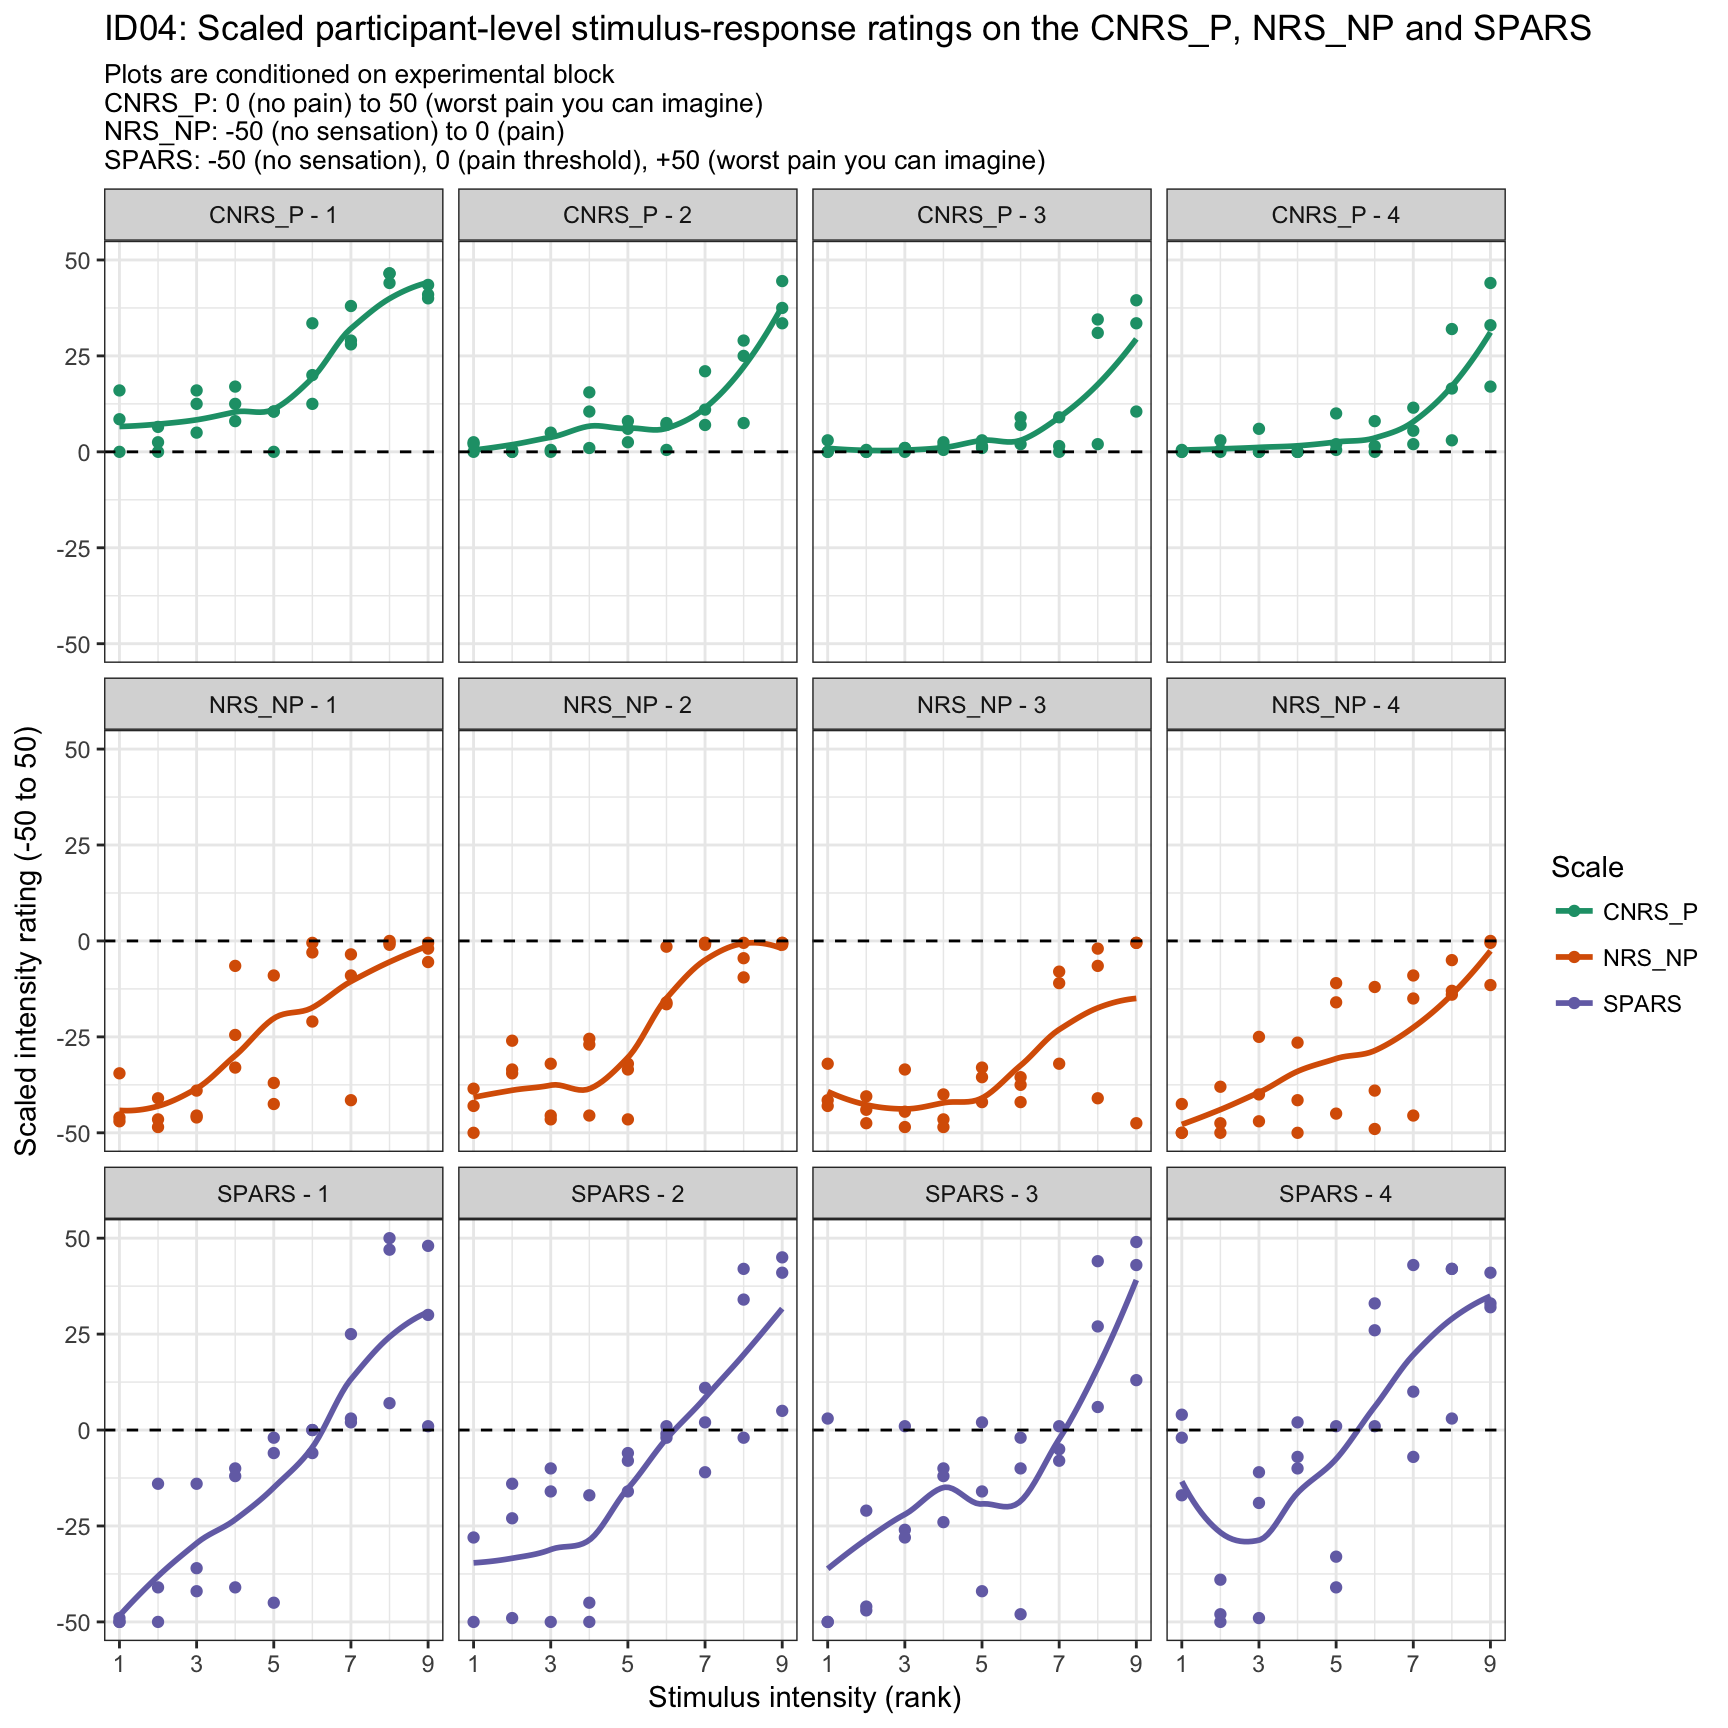 ID04: Scaled participant-level stimulus-response ratings on the CNRS_P, NRS_NP and SPARS
Plots are conditioned on experimental block
CNRS_P: 0 (no pain) to 50 (worst pain you can imagine)
NRS_NP: -50 (no sensation) to 0 (pain)
SPARS: -50 (no sensation), 0 (pain threshold), +50 (worst pain you can imagine)
CNRS_P - 1
CNRS_P - 2
CNRS_P - 3
CNRS_P - 4
50
25
0
-25
-50
NRS_NP - 1
NRS_NP - 2
NRS_NP - 3
NRS_NP - 4
50
25
0
-25
-50
SPARS - 1
SPARS - 2
SPARS - 3
SPARS - 4
50
25
0
-25
-50
1 3 5 7 9
1 3 5 7 9
1 3 5 7 9
1 3 5 7 9
Stimulus intensity (rank)
Scaled intensity rating (-50 to 50)
Scale
CNRS_P
NRS_NP
SPARS